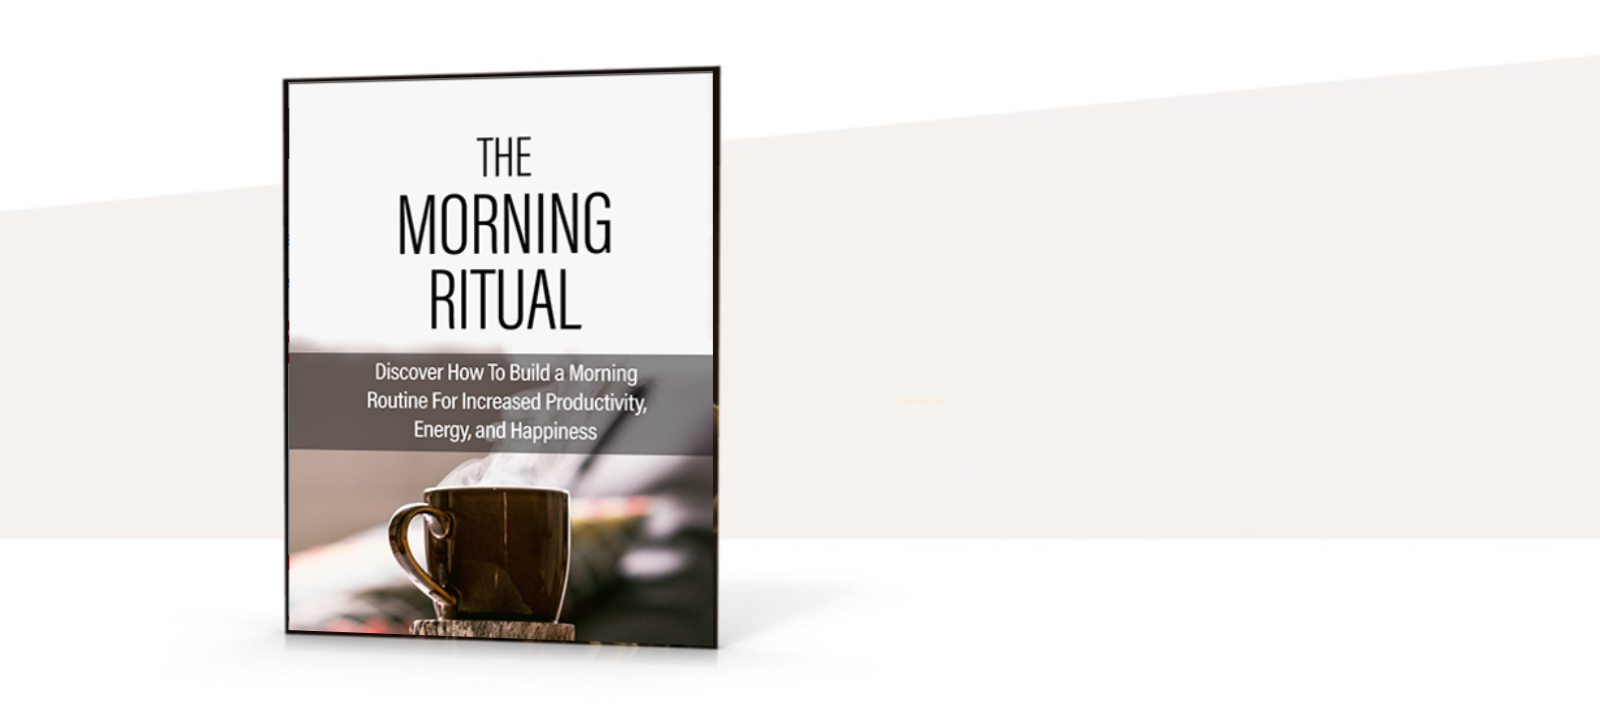 THE
MORNING
RITUAL
Discover How To Build a Morning
Routine For Increased Productivity,
Energy, and Happiness